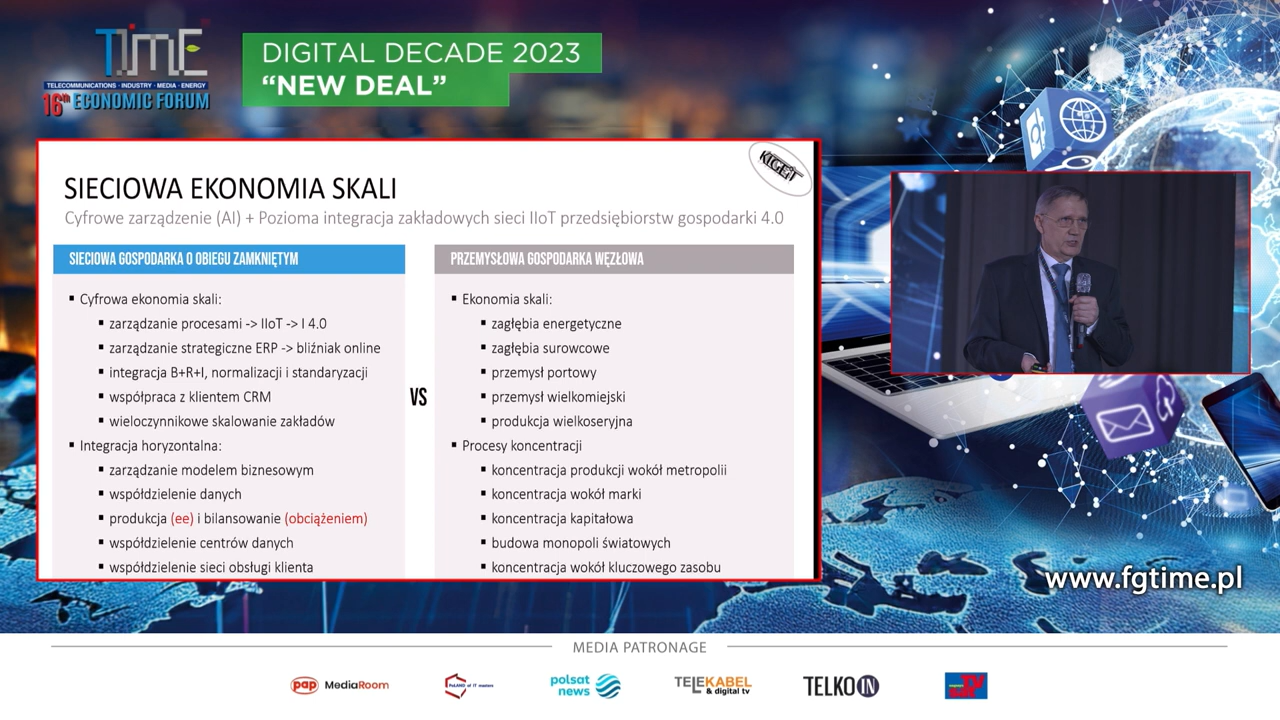 TIME
TELECOMMUNICATIONS · INDUSTRY · MEDIA · ENERGY
16th ECONOMIC FORUM
DIGITAL DECADE 2023
“NEW DEAL”
KIGEiT
SIECIOWA EKONOMIA SKALI
Cyfrowe zarządzenie (AI) + Pozioma integracja zakładowych sieci IIoT przedsiębiorstw gospodarki 4.0
SIECIOWA GOSPODARKA O OBIEGU ZAMKNIĘTYM
▪ Cyfrowa ekonomia skali:
▪ zarządzanie procesami -> IIoT -> I 4.0
▪ zarządzanie strategiczne ERP -> bliźniak online
▪ integracja B+R+I, normalizacji i standaryzacji
▪ współpraca z klientem CRM
▪ wieloczynnikowe skalowanie zakładów
▪ Integracja horyzontalna:
▪ zarządzanie modelem biznesowym
▪ współdzielenie danych
▪ produkcja (ee) i bilansowanie (obciążeniem)
▪ współdzielenie centrów danych
▪ współdzielenie sieci obsługi klienta
VS
PRZEMYSŁOWA GOSPODARKA WĘZŁOWA
▪ Ekonomia skali:
▪ zagłębia energetyczne
▪ zagłębia surowcowe
▪ przemysł portowy
▪ przemysł wielkomiejski
▪ produkcja wielkoseryjna
▪ Procesy koncentracji
▪ koncentracja produkcji wokół metropolii
▪ koncentracja wokół marki
▪ koncentracja kapitałowa
▪ budowa monopoli światowych
▪ koncentracja wokół kluczowego zasobu
www.fgtime.pl
MEDIA PATRONAGE
pap MediaRoom
PoLAND of IT masters
polsat news
TELEKABEL & digital tv
TELKO IN